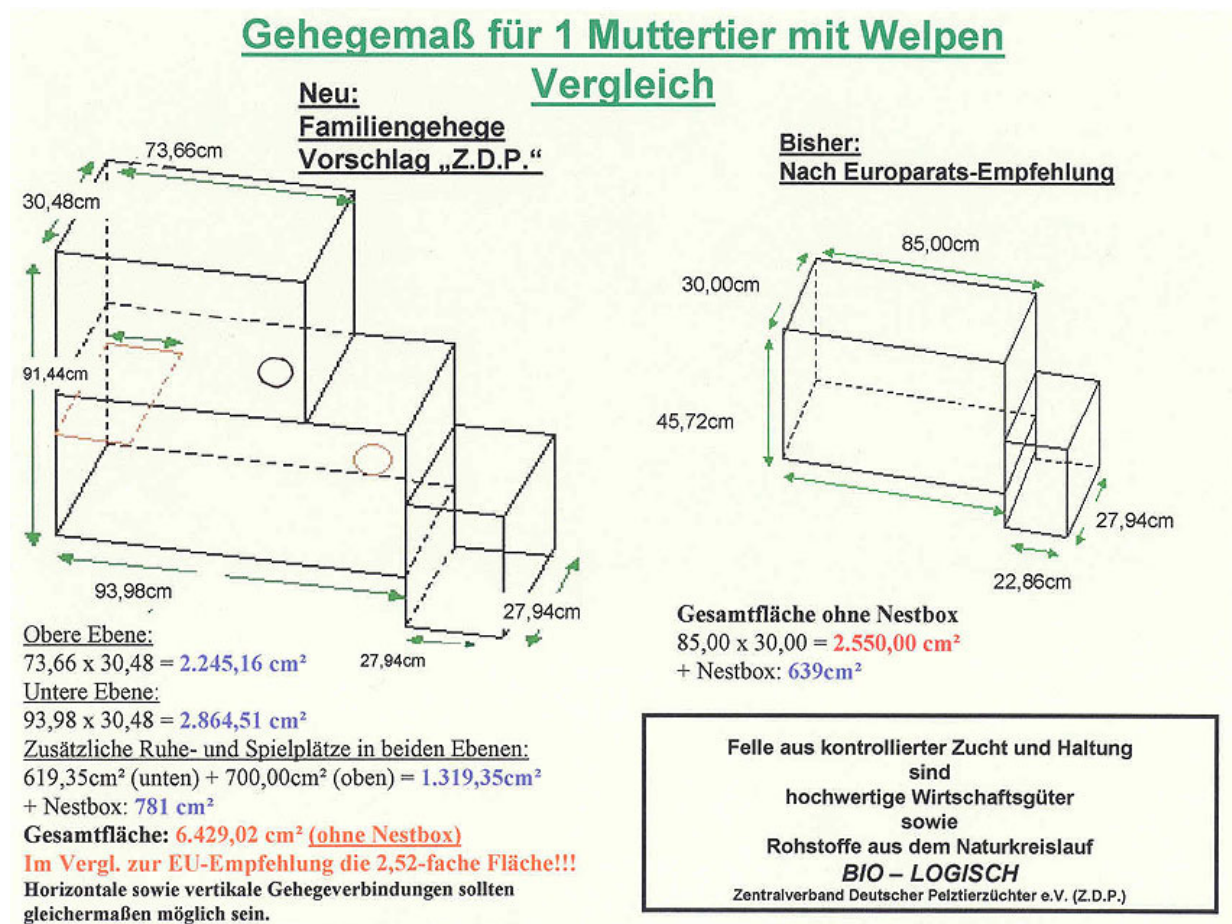 Gehegemaß für 1 Muttertier mit Welpen
Vergleich
Neu:
Familiengehege
Vorschlag „Z.D.P.“
73,66cm
30,48cm
91,44cm
93,98cm
27,94cm
27,94cm
Obere Ebene:
73,66 x 30,48 = 2.245,16 cm²
Untere Ebene:
93,98 x 30,48 = 2.864,51 cm²
Zusätzliche Ruhe- und Spielplätze in beiden Ebenen:
619,35cm² (unten) + 700,00cm² (oben) = 1.319,35cm²
+ Nestbox: 781 cm²
Gesamtfläche: 6.429,02 cm² (ohne Nestbox)
Im Vergl. zur EU-Empfehlung die 2,52-fache Fläche!!!
Horizontale sowie vertikale Gehegeverbindungen sollten
gleichermaßen möglich sein.
Bisher:
Nach Europarats-Empfehlung
85,00cm
30,00cm
45,72cm
27,94cm
22,86cm
Gesamtfläche ohne Nestbox
85,00 x 30,00 = 2.550,00 cm²
+ Nestbox: 639cm²
Felle aus kontrollierter Zucht und Haltung
sind
hochwertige Wirtschaftsgüter
sowie
Rohstoffe aus dem Naturkreislauf
BIO – LOGISCH
Zentralverband Deutscher Pelztierzüchter e.V. (Z.D.P.)